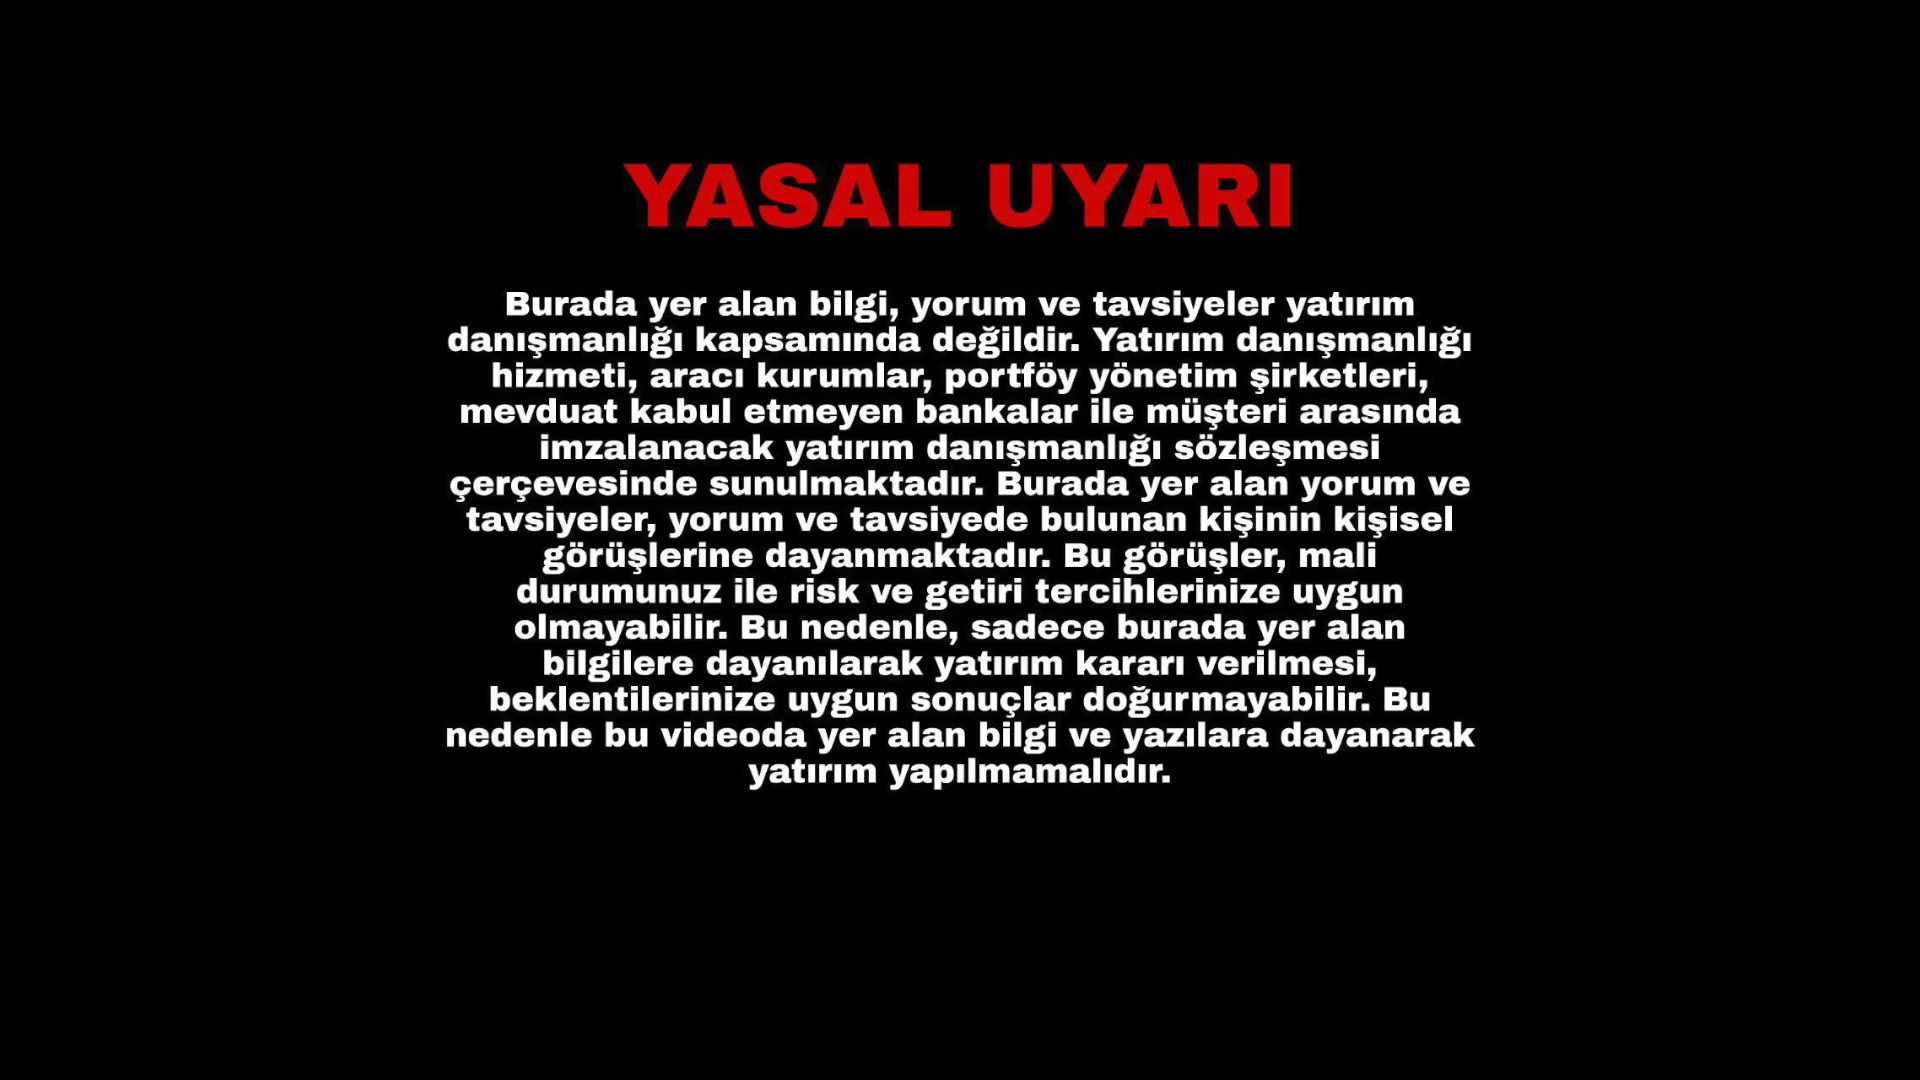 YASAL UYARI
Burada yer alan bilgi, yorum ve tavsiyeler yatırım
danışmanlığı kapsamında değildir. Yatırım danışmanlığı
hizmeti, aracı kurumlar, portföy yönetim şirketleri,
mevduat kabul etmeyen bankalar ile müşteri arasında
imzalanacak yatırım danışmanlığı sözleşmesi
çerçevesinde sunulmaktadır. Burada yer alan yorum ve
tavsiyeler, yorum ve tavsiyede bulunan kişinin kişisel
görüşlerine dayanmaktadır. Bu görüşler, mali
durumunuz ile risk ve getiri tercihlerinize uygun
olmayabilir. Bu nedenle, sadece burada yer alan
bilgilere dayanılarak yatırım kararı verilmesi,
beklentilerinize uygun sonuçlar doğurmayabilir. Bu
nedenle bu videoda yer alan bilgi ve yazılara dayanarak
yatırım yapılmamalıdır.